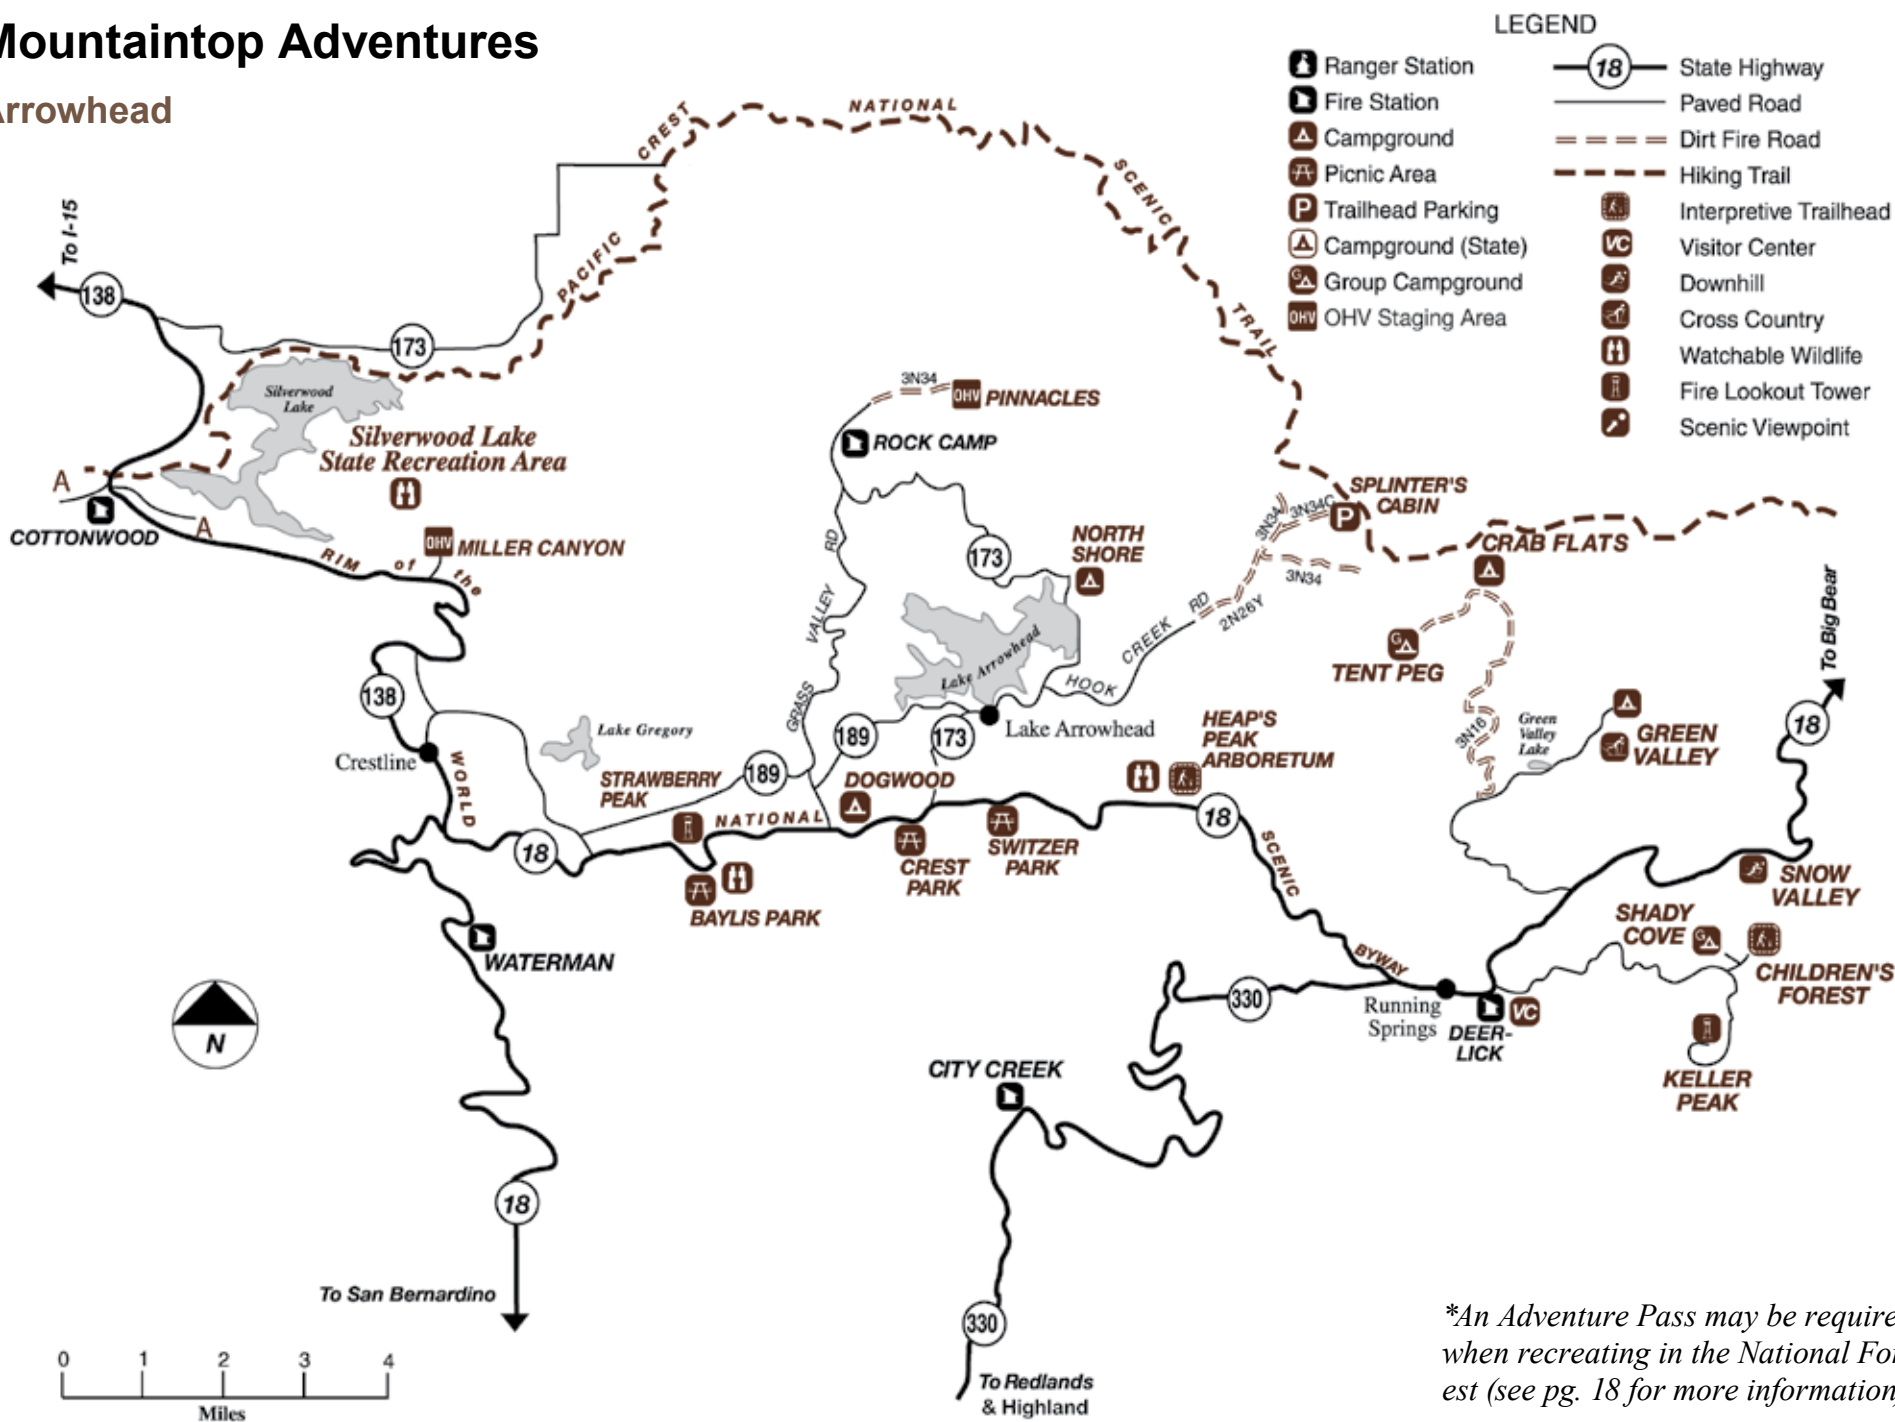 Mountaintop Adventures
Arrowhead
LEGEND
Ranger Station
Fire Station
Campground
Picnic Area
P Trailhead Parking
Campground (State)
G Group Campground
OHV OHV Staging Area
18 State Highway
Paved Road
Dirt Fire Road
Hiking Trail
Interpretive Trailhead
VC Visitor Center
Downhill
Cross Country
Watchable Wildlife
Fire Lookout Tower
Scenic Viewpoint
PACIFIC CREST NATIONAL SCENIC TRAIL
To I-15
138
173
Silverwood
Lake
Silverwood Lake
State Recreation Area
A
A
COTTONWOOD
OHV MILLER CANYON
RIM of the WORLD NATIONAL SCENIC BYWAY
3N34
OHV PINNACLES
ROCK CAMP
173
NORTH
SHORE
GRASS VALLEY RD
Lake Arrowhead
HOOK CREEK RD
2N26Y
3N34
3N34C
3N34
P
SPLINTER'S
CABIN
CRAB FLATS
G
TENT PEG
3N16
Green
Valley
Lake
GREEN
VALLEY
To Big Bear
18
138
Crestline
Lake Gregory
STRAWBERRY
PEAK
189
189
173
Lake Arrowhead
DOGWOOD
HEAP'S
PEAK
ARBORETUM
18
18
CREST
PARK
SWITZER
PARK
BAYLIS PARK
SNOW
VALLEY
SHADY
COVE
G
CHILDREN'S
FOREST
WATERMAN
330
Running
Springs
DEER-
LICK
VC
KELLER
PEAK
N
CITY CREEK
18
To San Bernardino
330
To Redlands
& Highland
0 1 2 3 4
Miles
*An Adventure Pass may be require
when recreating in the National For
est (see pg. 18 for more information